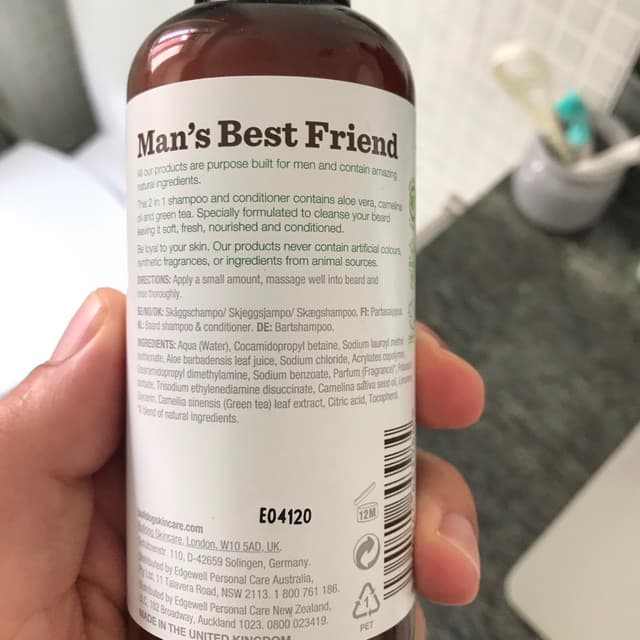 Man's Best Friend
All our products are purpose built for men and contain amazing
natural ingredients.
This 2 in 1 shampoo and conditioner contains aloe vera, camelina
oil and green tea. Specially formulated to cleanse your beard
leaving it soft, fresh, nourished and conditioned.
Be loyal to your skin. Our products never contain artificial colours,
synthetic fragrances, or ingredients from animal sources.
DIRECTIONS: Apply a small amount, massage well into beard and
rinse thoroughly.
SE/NO/DK: Skäggschampo/ Skjeggsjampo/ Skægshampoo. FI:
NL: Baard shampoo & conditioner. DE: Bartshampoo.
INGREDIENTS: Aqua (Water), Cocamidopropyl betaine, Sodium lauroyl methyl
isethionate, Aloe barbadensis leaf juice, Sodium chloride, Acrylates copolymer,
Stearamidopropyl dimethylamine, Sodium benzoate, Parfum (Fragrance)*, Potassium
sorbate, Trisodium ethylenediamine disuccinate, Camelina sativa seed oil, Limonene,
Glycerin, Camellia sinensis (Green tea) leaf extract, Citric acid, Tocopherol.
*A blend of natural ingredients.
E04120
12M
bulldogskincare.com
Bulldog Skincare, London, W10 5AD, UK.
110, D-42659 Solingen, Germany.
Distributed by Edgewell Personal Care Australia,
Pty Ltd. 11 Talavera Road, NSW 2113. 1 800 761 186.
Distributed by Edgewell Personal Care New Zealand,
182 Broadway, Auckland 1023. 0800 023419.
MADE IN THE UNITED KINGDOM
1
PET